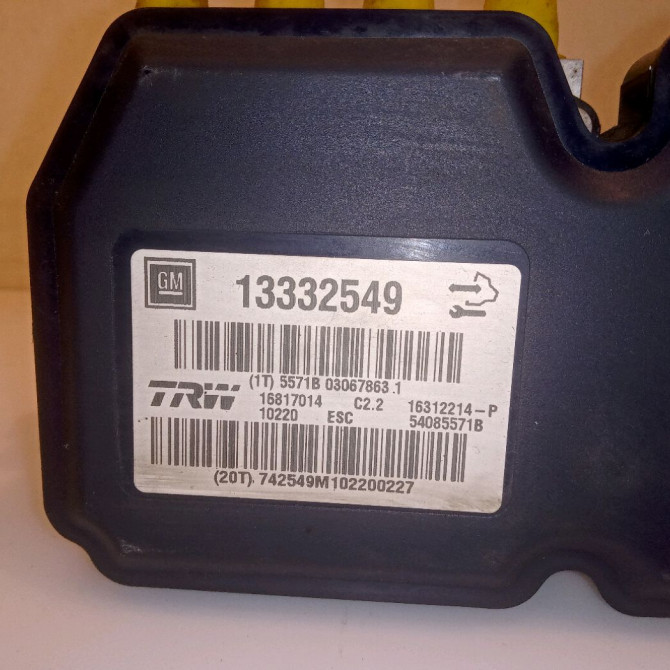 GM 13332549
(1T) 5571B 03067863.1
TRW 16817014 C2.2 16312214-P
10220 ESC 54085571B
(20T) 742549M102200227